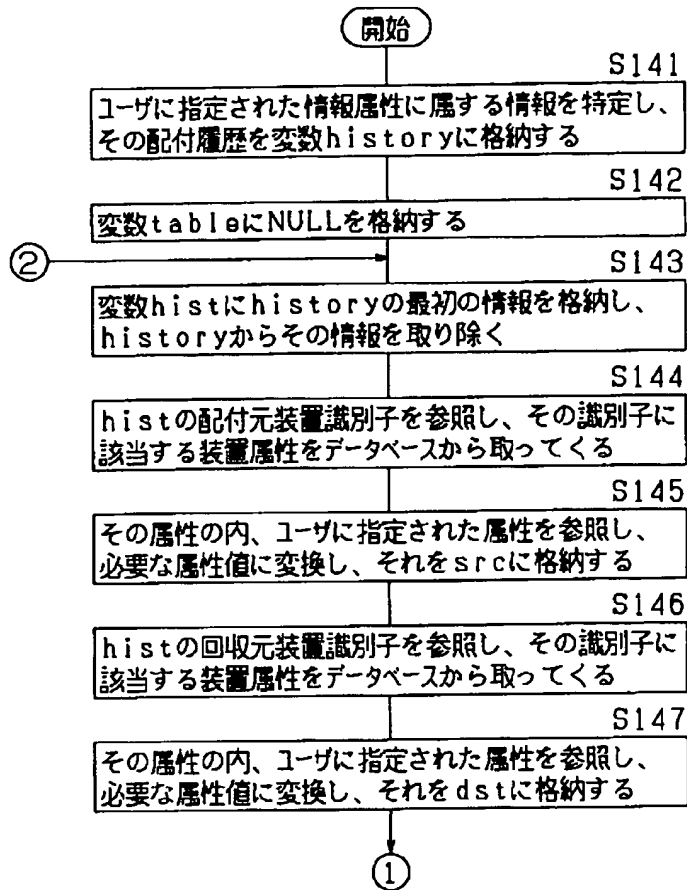 開始
S141
ユーザに指定された情報属性に属する情報を特定し、
その配付履歴を変数historyに格納する
S142
変数tableにNULLを格納する
②
S143
変数histにhistoryの最初の情報を格納し、
historyからその情報を取り除く
S144
histの配付元装置識別子を参照し、その識別子に
該当する装置属性をデータベースから取ってくる
S145
その属性の内、ユーザに指定された属性を参照し、
必要な属性値に変換し、それをsrcに格納する
S146
histの回収元装置識別子を参照し、その識別子に
該当する装置属性をデータベースから取ってくる
S147
その属性の内、ユーザに指定された属性を参照し、
必要な属性値に変換し、それをdstに格納する
①